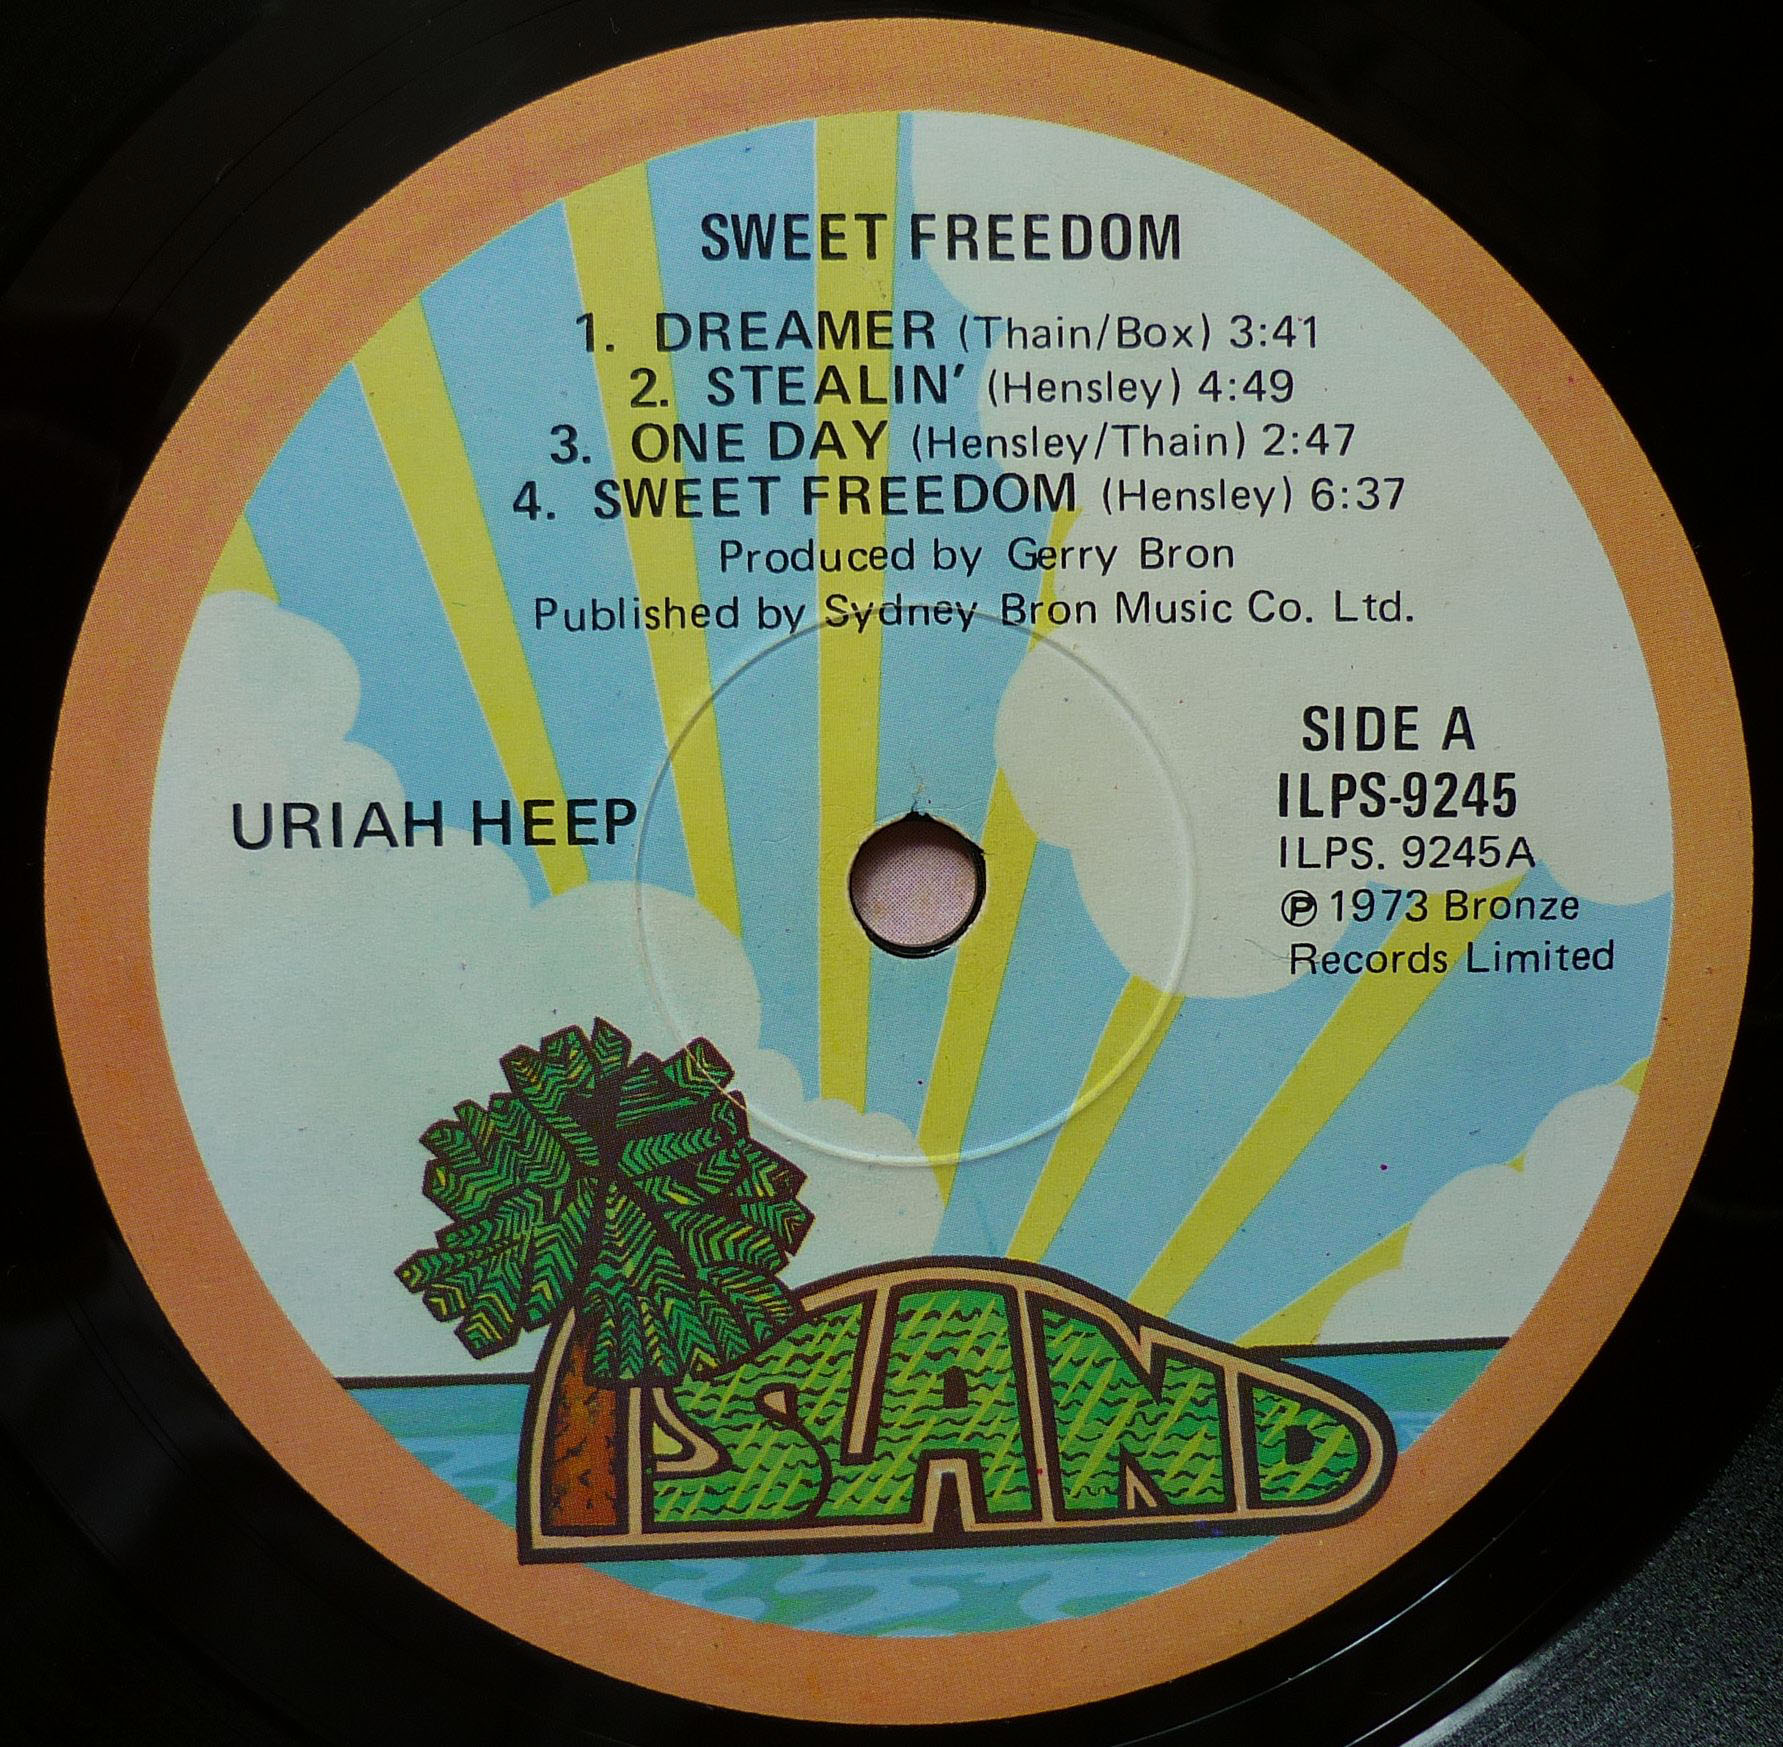 SWEET FREEDOM
1. DREAMER (Thain/Box) 3:41
2. STEALIN' (Hensley) 4:49
3. ONE DAY (Hensley/Thain) 2:47
4. SWEET FREEDOM (Hensley) 6:37
Produced by Gerry Bron
Published by Sydney Bron Music Co. Ltd.
URIAH HEEP
SIDE A
ILPS-9245
ILPS. 9245A
℗ 1973 Bronze
Records Limited
ISLAND